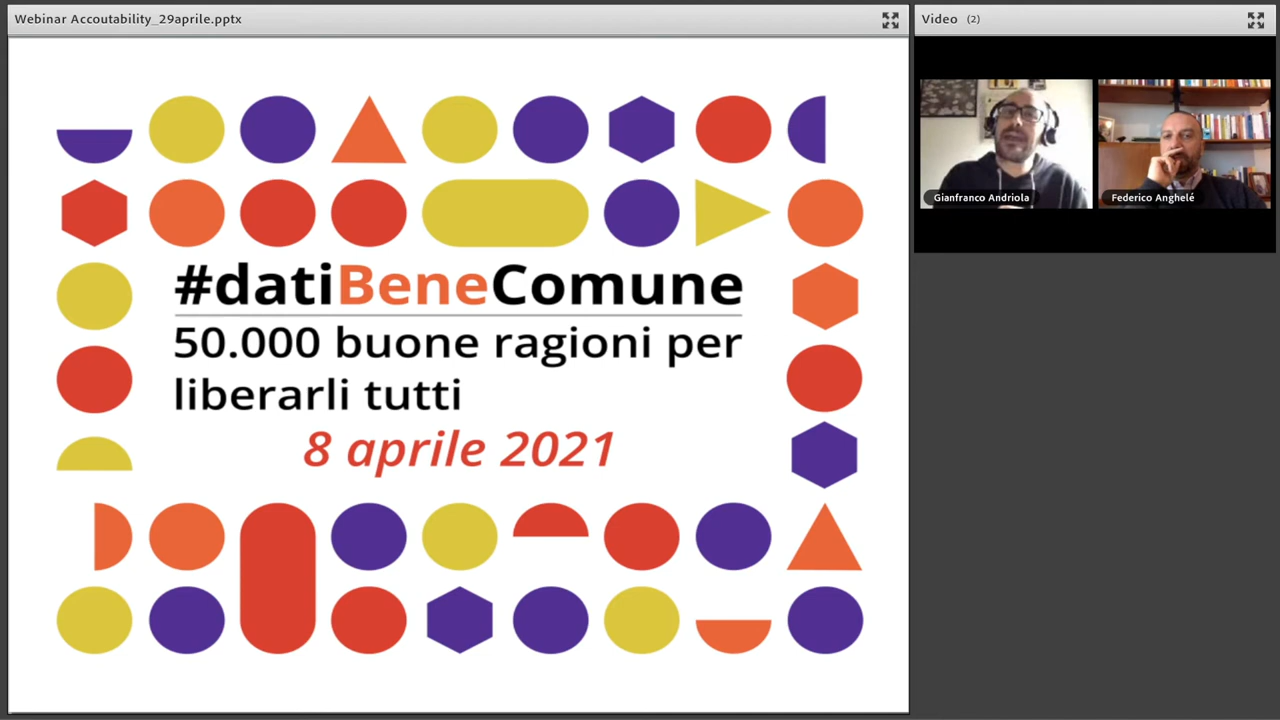 Webinar Accoutability_29aprile.pptx
Video (2)
Gianfranco Andriola
Federico Anghelé
#datiBeneComune
50.000 buone ragioni per
liberarli tutti
8 aprile 2021